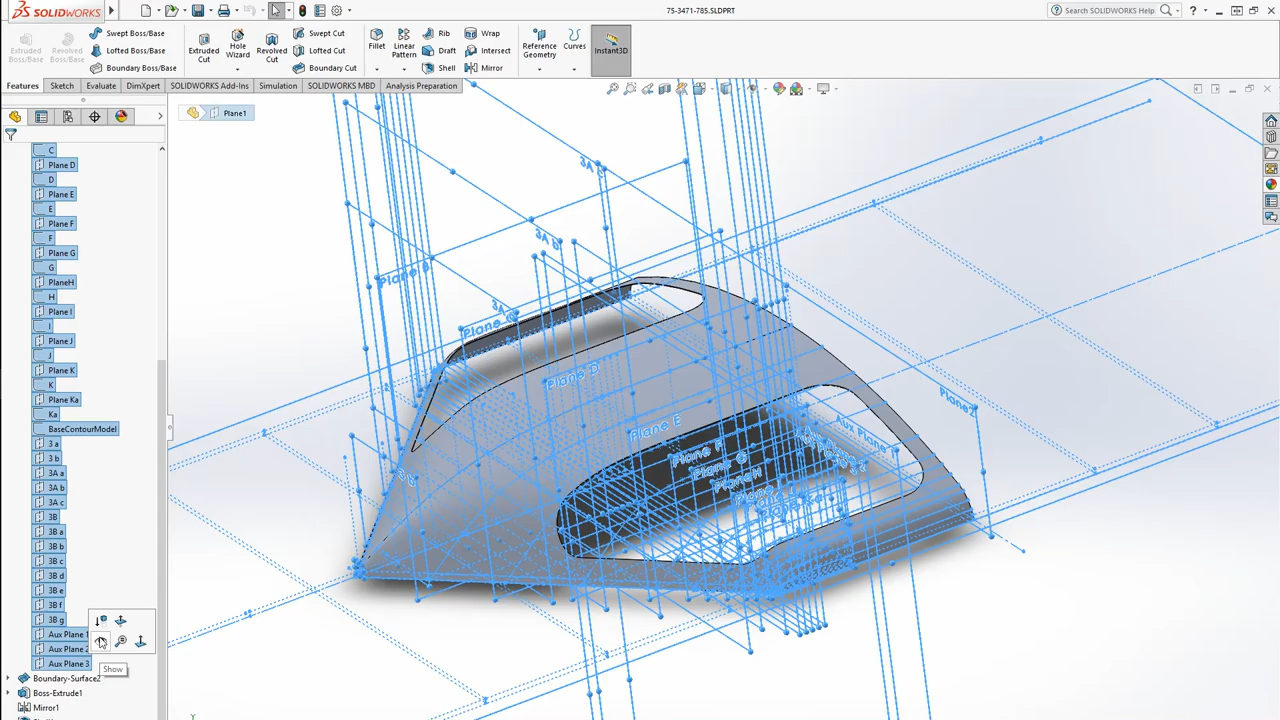 SOLIDWORKS
75-3471-785.SLDPRT
Search SOLIDWORKS Help
Extruded Boss/Base
Revolved Boss/Base
Swept Boss/Base
Lofted Boss/Base
Boundary Boss/Base
Extruded Cut
Hole Wizard
Revolved Cut
Swept Cut
Lofted Cut
Boundary Cut
Fillet
Linear Pattern
Rib
Draft
Shell
Wrap
Intersect
Mirror
Reference Geometry
Curves
Instant3D
Features
Sketch
Evaluate
DimXpert
SOLIDWORKS Add-Ins
Simulation
SOLIDWORKS MBD
Analysis Preparation
Plane1
C
Plane D
D
Plane E
E
Plane F
F
Plane G
G
PlaneH
H
Plane I
I
Plane J
J
Plane K
K
Plane Ka
Ka
BaseContourModel
3 a
3 b
3A a
3A b
3A c
3B
3B a
3B b
3B c
3B d
3B e
3B f
3B g
Aux Plane 1
Aux Plane 2
Aux Plane 3
Show
Boundary-Surface2
Boss-Extrude1
Mirror1
Plane D
Plane E
Plane F
Plane G
PlaneH
Aux Plane